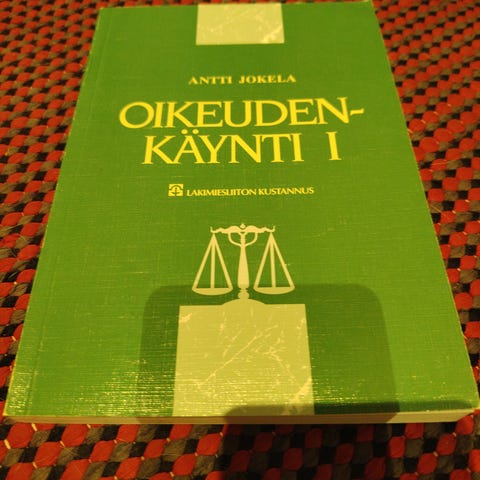 ANTTI JOKELA
OIKEUDEN-
KÄYNTI I
LAKIMIESLIITON KUSTANNUS